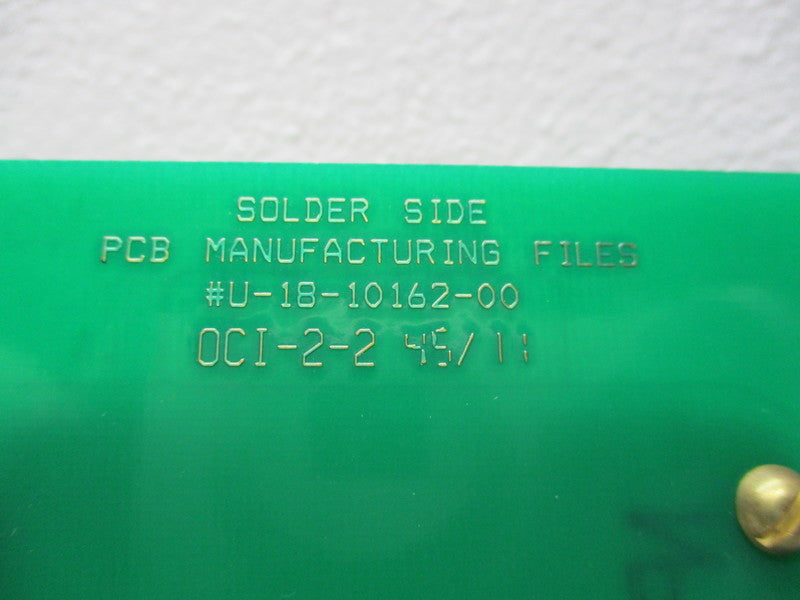 SOLDER SIDE
PCB MANUFACTURING FILES
#U-18-10162-00
OCI-2-2 45/11